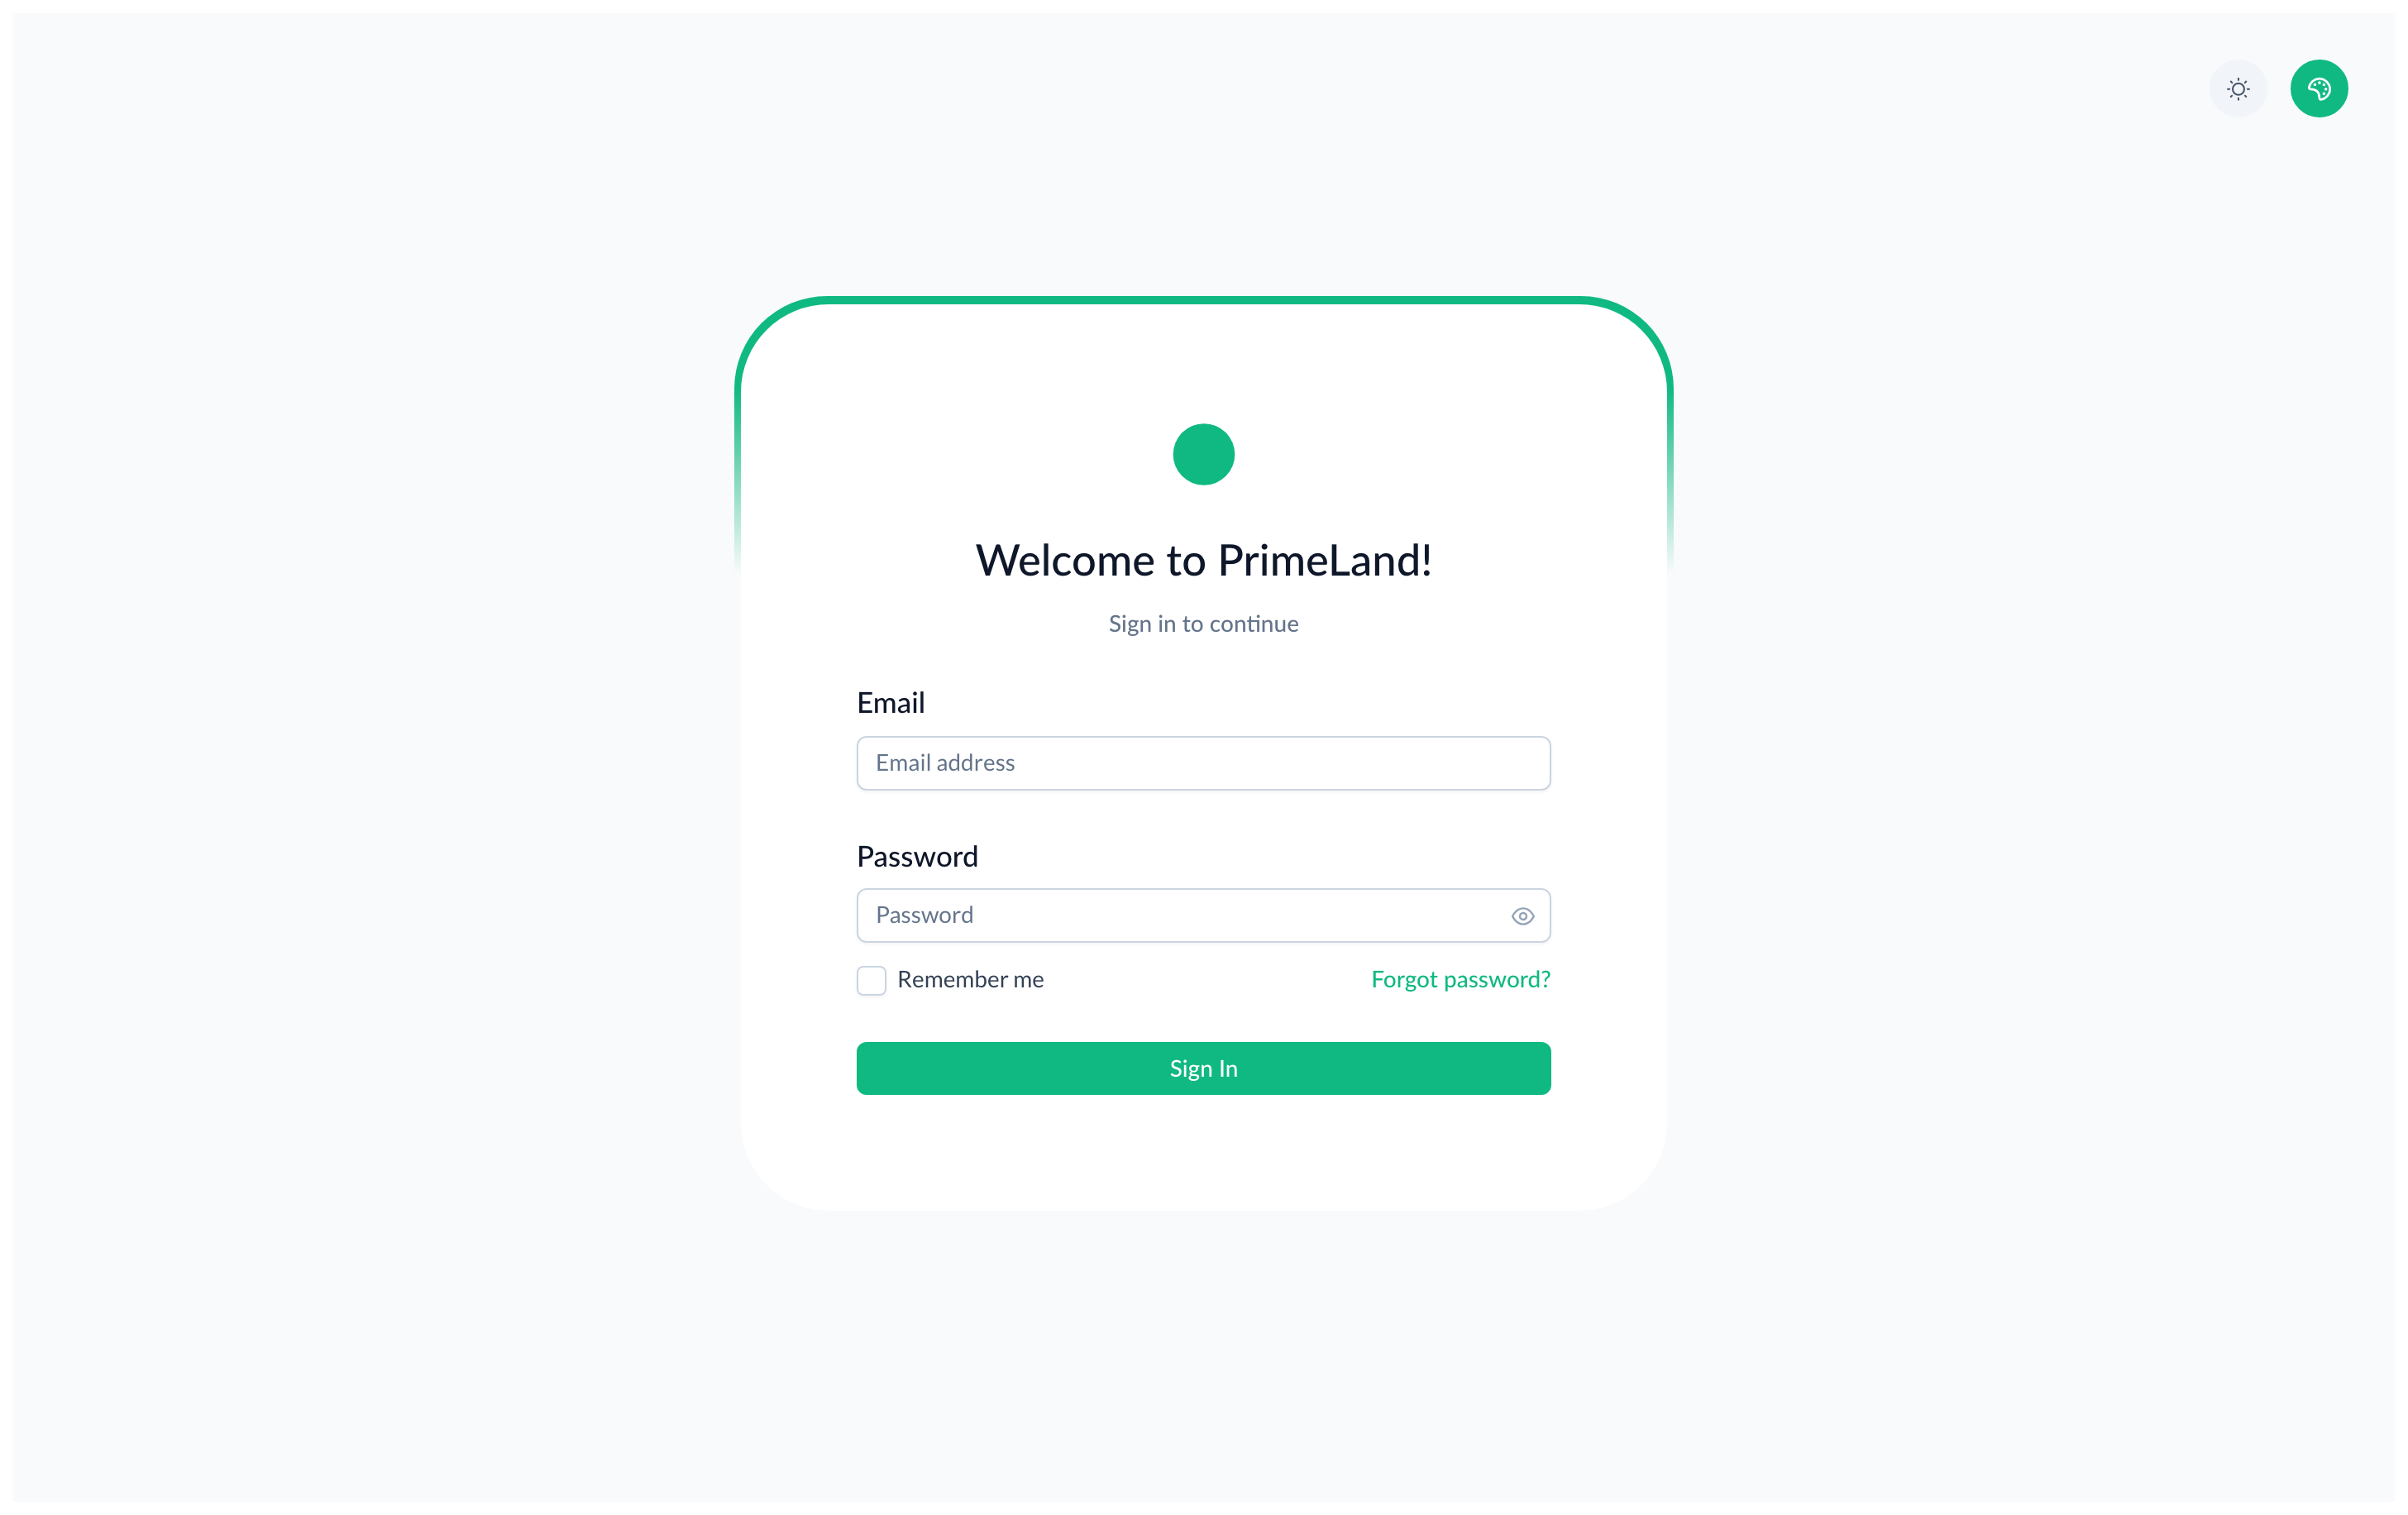 Welcome to PrimeLand!
Sign in to continue
Email
Email address
Password
Password
Remember me
Forgot password?
Sign In